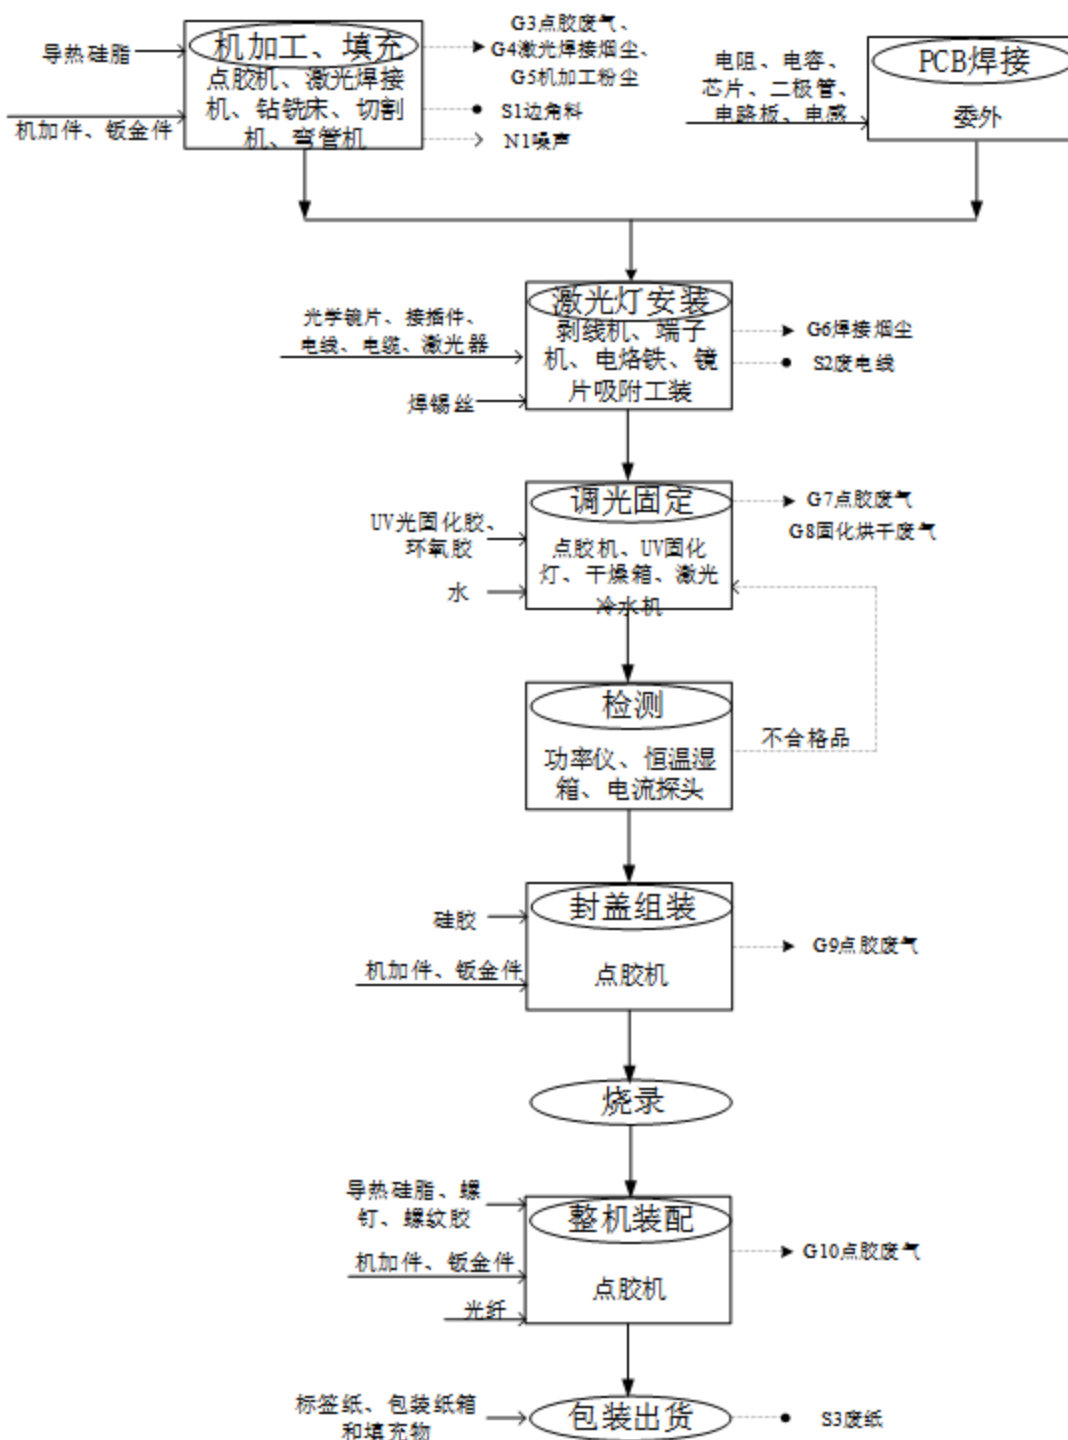 导热硅脂
机加件、钣金件
机加工、填充
点胶机、激光焊接
机、钻铣床、切割
机、弯管机
G3点胶废气、
G4激光焊接烟尘、
G5机加工粉尘
S1边角料
N1噪声
电阻、电容、
芯片、二极管、
电路板、电感
PCB焊接
委外
光学镜片、接插件、
电线、电缆、激光器
焊锡丝
激光灯安装
剥线机、端子
机、电烙铁、镜
片吸附工装
G6焊接烟尘
S2废电线
UV光固化胶、
环氧胶
水
调光固定
点胶机、UV固化
灯、干燥箱、激光
冷水机
G7点胶废气
G8固化烘干废气
检测
功率仪、恒温湿
箱、电流探头
不合格品
硅胶
机加件、钣金件
封盖组装
点胶机
G9点胶废气
烧录
导热硅脂、螺
钉、螺纹胶
机加件、钣金件
光纤
整机装配
点胶机
G10点胶废气
标签纸、包装纸箱
和填充物
包装出货
S3废纸